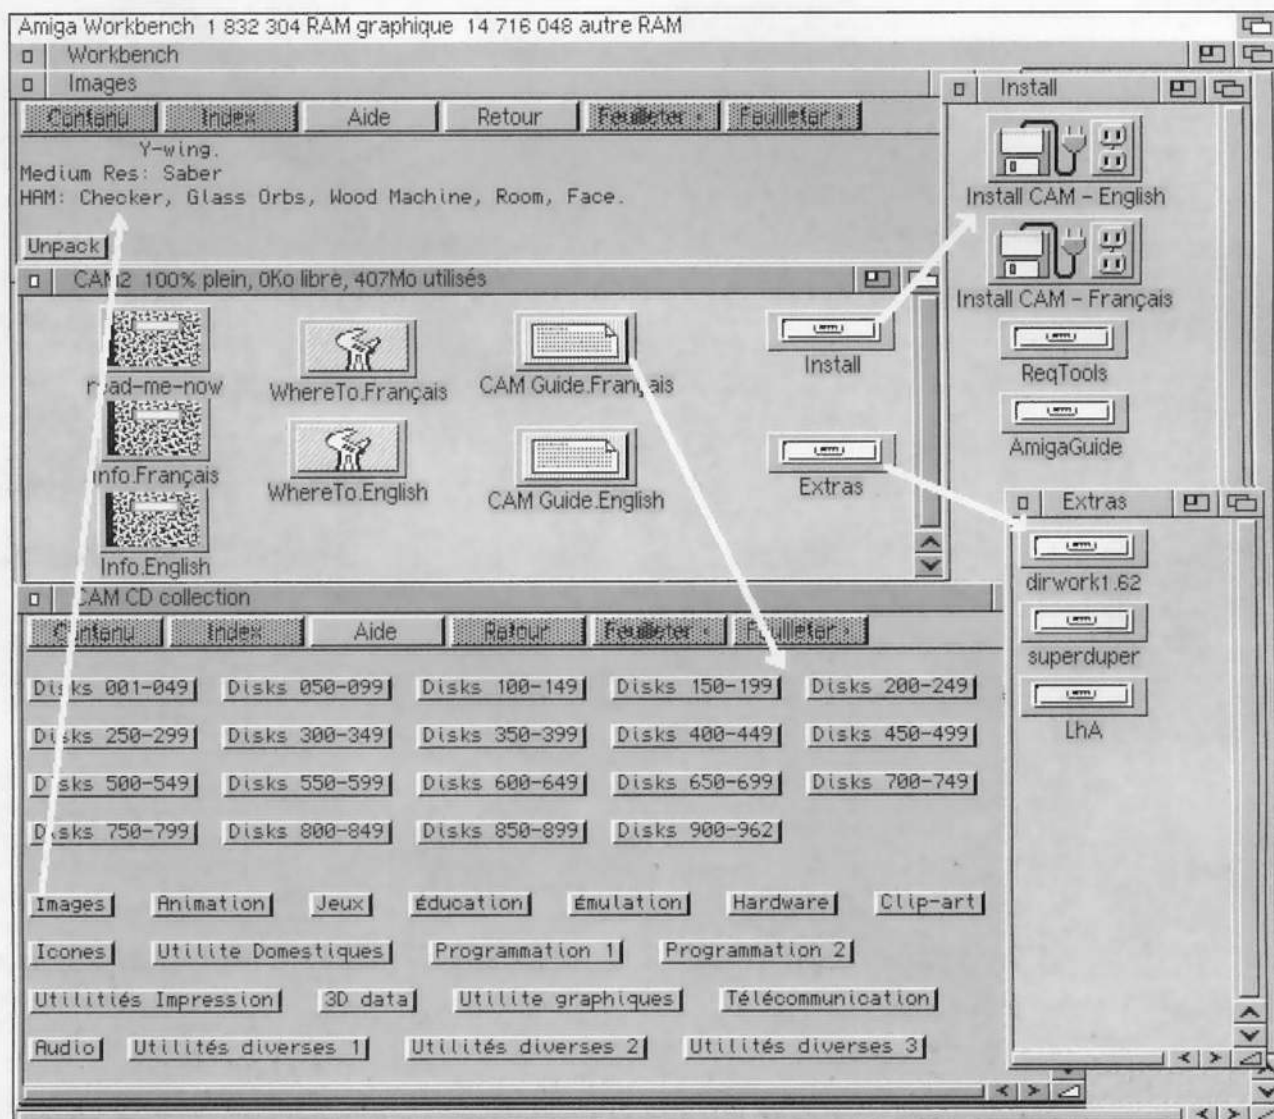 Amiga Workbench 1 832 304 RAM graphique 14 716 048 autre RAM
Workbench
Images
Contenu Index Aide Retour Feuilleter < Feuilleter >
Y-wing.
Medium Res: Saber
HAM: Checker, Glass Orbs, Wood Machine, Room, Face.
Unpack
Install
Install CAM - English
Install CAM - Français
ReqTools
AmigaGuide
CAM2 100% plein, 0Ko libre, 407Mo utilisés
read-me-now
WhereTo.Français
CAM Guide.Français
Install
Info.Français
WhereTo.English
CAM Guide.English
Extras
Info.English
Extras
dirwork1.62
superduper
LhA
CAM CD collection
Contenu Index Aide Retour Feuilleter < Feuilleter >
Disks 001-049 Disks 050-099 Disks 100-149 Disks 150-199 Disks 200-249
Disks 250-299 Disks 300-349 Disks 350-399 Disks 400-449 Disks 450-499
Disks 500-549 Disks 550-599 Disks 600-649 Disks 650-699 Disks 700-749
Disks 750-799 Disks 800-849 Disks 850-899 Disks 900-962
Images Animation Jeux Éducation Émulation Hardware Clip-art
Icones Utilite Domestiques Programmation 1 Programmation 2
Utilitiés Impression 3D data Utilite graphiques Télécommunication
Audio Utilités diverses 1 Utilités diverses 2 Utilités diverses 3